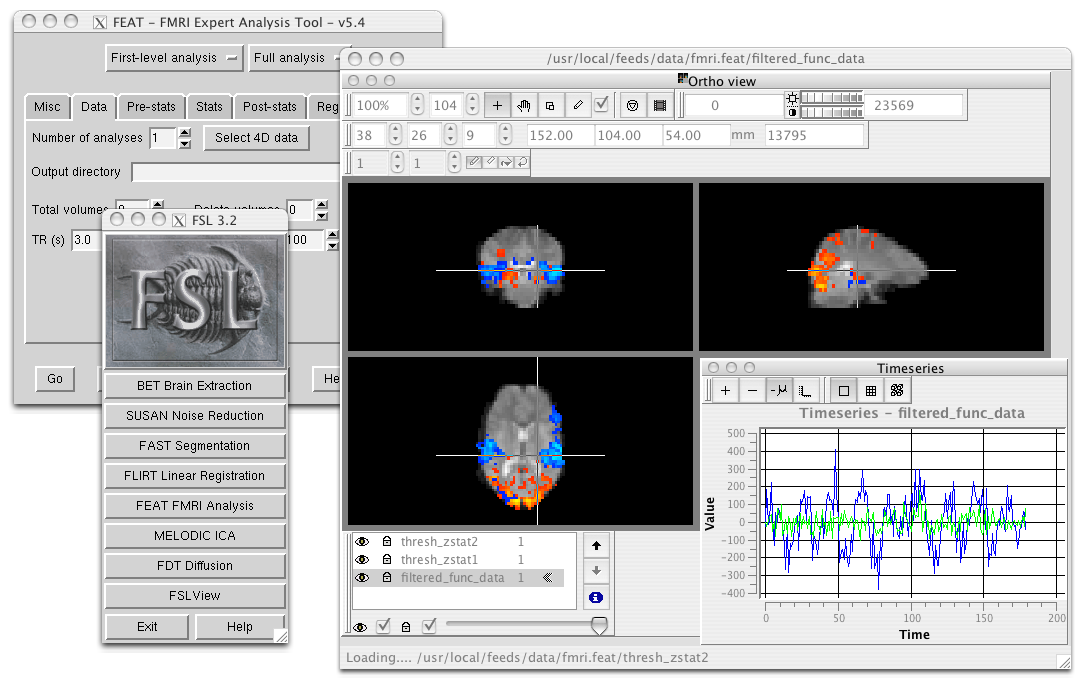 FEAT - FMRI Expert Analysis Tool - v5.4
First-level analysis
Full analysis
Misc
Data
Pre-stats
Stats
Post-stats
Reg
Number of analyses
1
Select 4D data
Output directory
Total volumes
0
Delete volumes
0
TR (s)
3.0
100
Go
He
FSL 3.2
FSL
BET Brain Extraction
SUSAN Noise Reduction
FAST Segmentation
FLIRT Linear Registration
FEAT FMRI Analysis
MELODIC ICA
FDT Diffusion
FSLView
Exit
Help
/usr/local/feeds/data/fmri.feat/filtered_func_data
Ortho view
100%
104
0
23569
38
26
9
152.00
104.00
54.00
mm
13795
1
1
thresh_zstat2 1
thresh_zstat1 1
filtered_func_data 1
Loading.... /usr/local/feeds/data/fmri.feat/thresh_zstat2
Timeseries
Timeseries - filtered_func_data
Value
500
400
300
200
100
0
-100
-200
-300
-400
0
50
100
150
200
Time